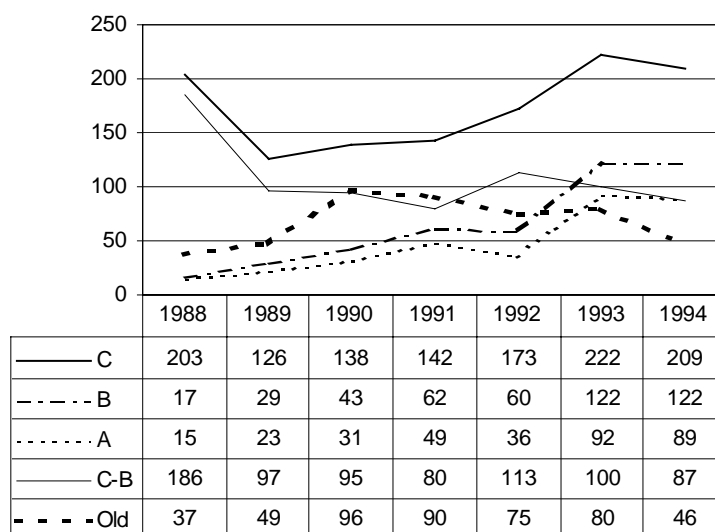 250
200
150
100
50
0
1988 1989 1990 1991 1992 1993 1994
C 203 126 138 142 173 222 209
B 17 29 43 62 60 122 122
A 15 23 31 49 36 92 89
C-B 186 97 95 80 113 100 87
Old 37 49 96 90 75 80 46